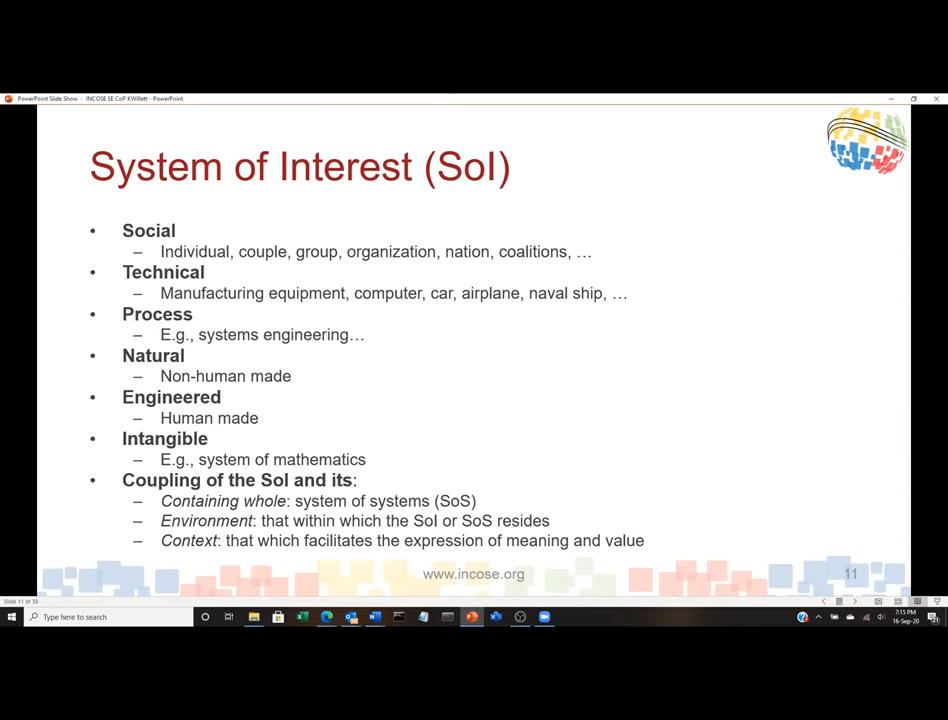 PowerPoint Slide Show - INCOSE SE CoP KWillett - PowerPoint
System of Interest (SoI)
• Social
– Individual, couple, group, organization, nation, coalitions, …
• Technical
– Manufacturing equipment, computer, car, airplane, naval ship, …
• Process
– E.g., systems engineering…
• Natural
– Non-human made
• Engineered
– Human made
• Intangible
– E.g., system of mathematics
• Coupling of the SoI and its:
– Containing whole: system of systems (SoS)
– Environment: that within which the SoI or SoS resides
– Context: that which facilitates the expression of meaning and value
www.incose.org
11
Slide 11 of 38
Type here to search
7:15 PM
16-Sep-20